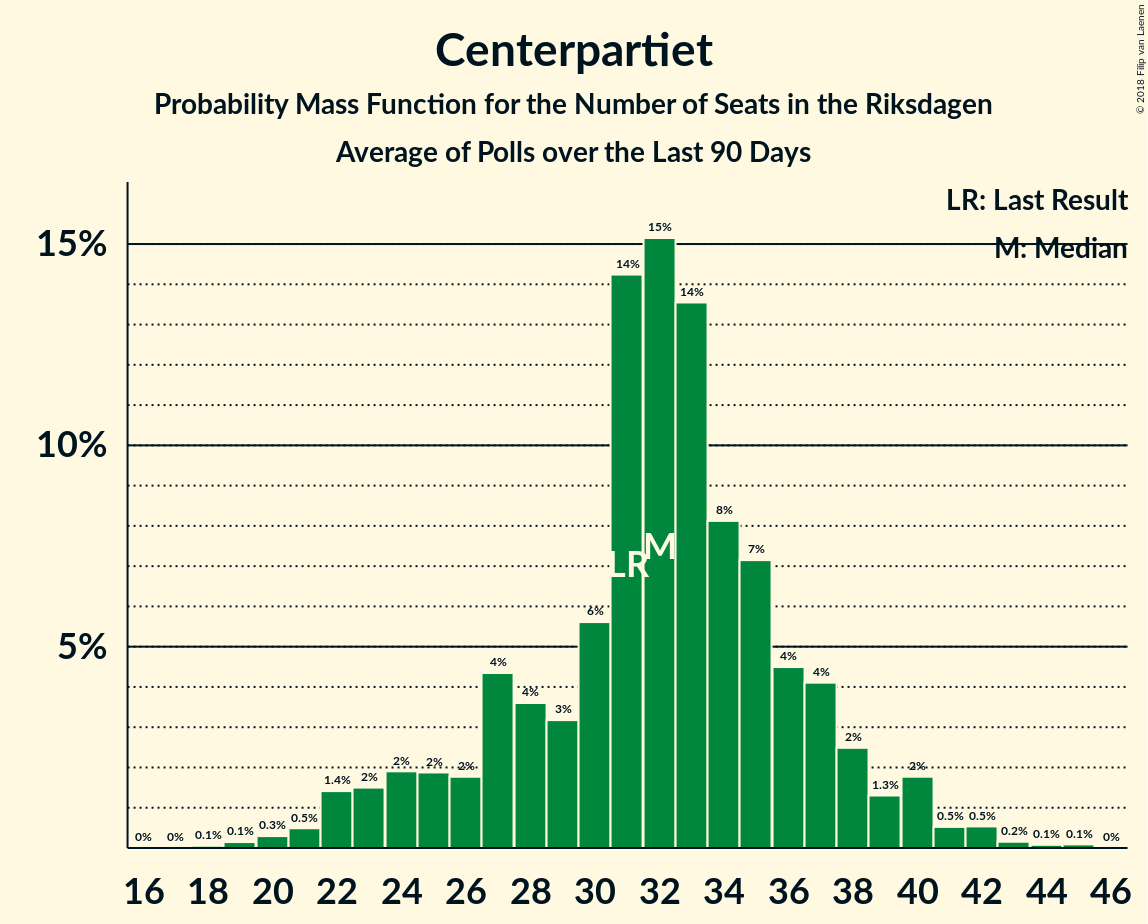 Centerpartiet
Probability Mass Function for the Number of Seats in the Riksdagen
Average of Polls over the Last 90 Days
© 2018 Filip van Laenen
LR: Last Result
M: Median
15%
10%
5%
0% 0% 0.1% 0.1% 0.3% 0.5% 1.4% 2% 2% 2% 2% 4% 4% 3% 6% 14% 15% 14% 8% 7% 4% 4% 2% 1.3% 2% 0.5% 0.5% 0.2% 0.1% 0.1% 0%
LR M
16 18 20 22 24 26 28 30 32 34 36 38 40 42 44 46